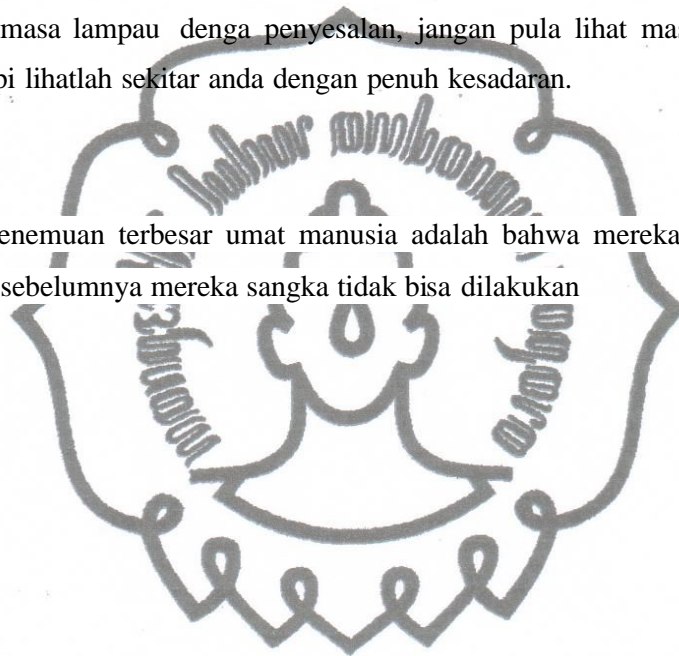 masa lampau denga penyesalan, jangan pula lihat mas
pi lihatlah sekitar anda dengan penuh kesadaran.
enemuan terbesar umat manusia adalah bahwa mereka
sebelumnya mereka sangka tidak bisa dilakukan